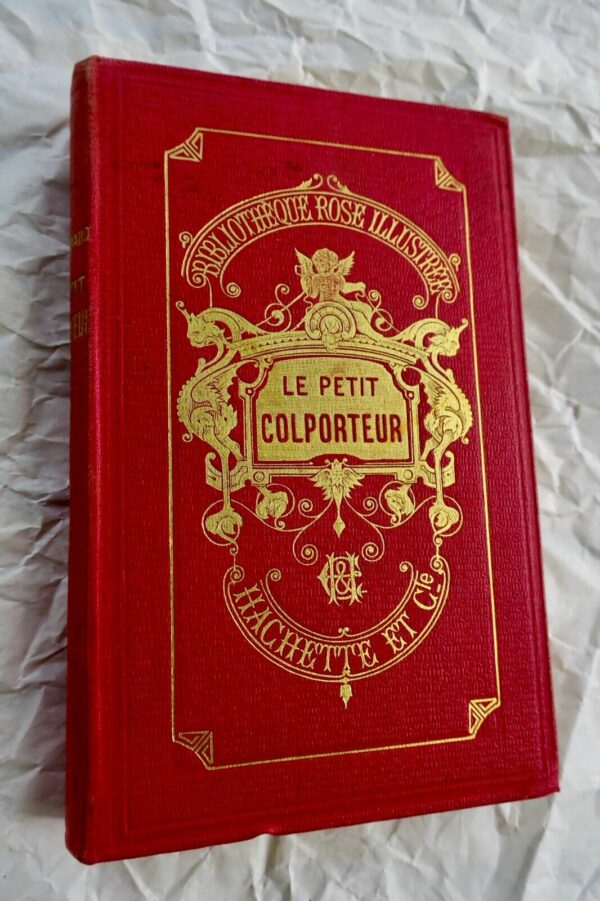 BIBLIOTHÈQUE ROSE ILLUSTRÉE
LE PETIT
COLPORTEUR
H&C
HACHETTE ET Cie